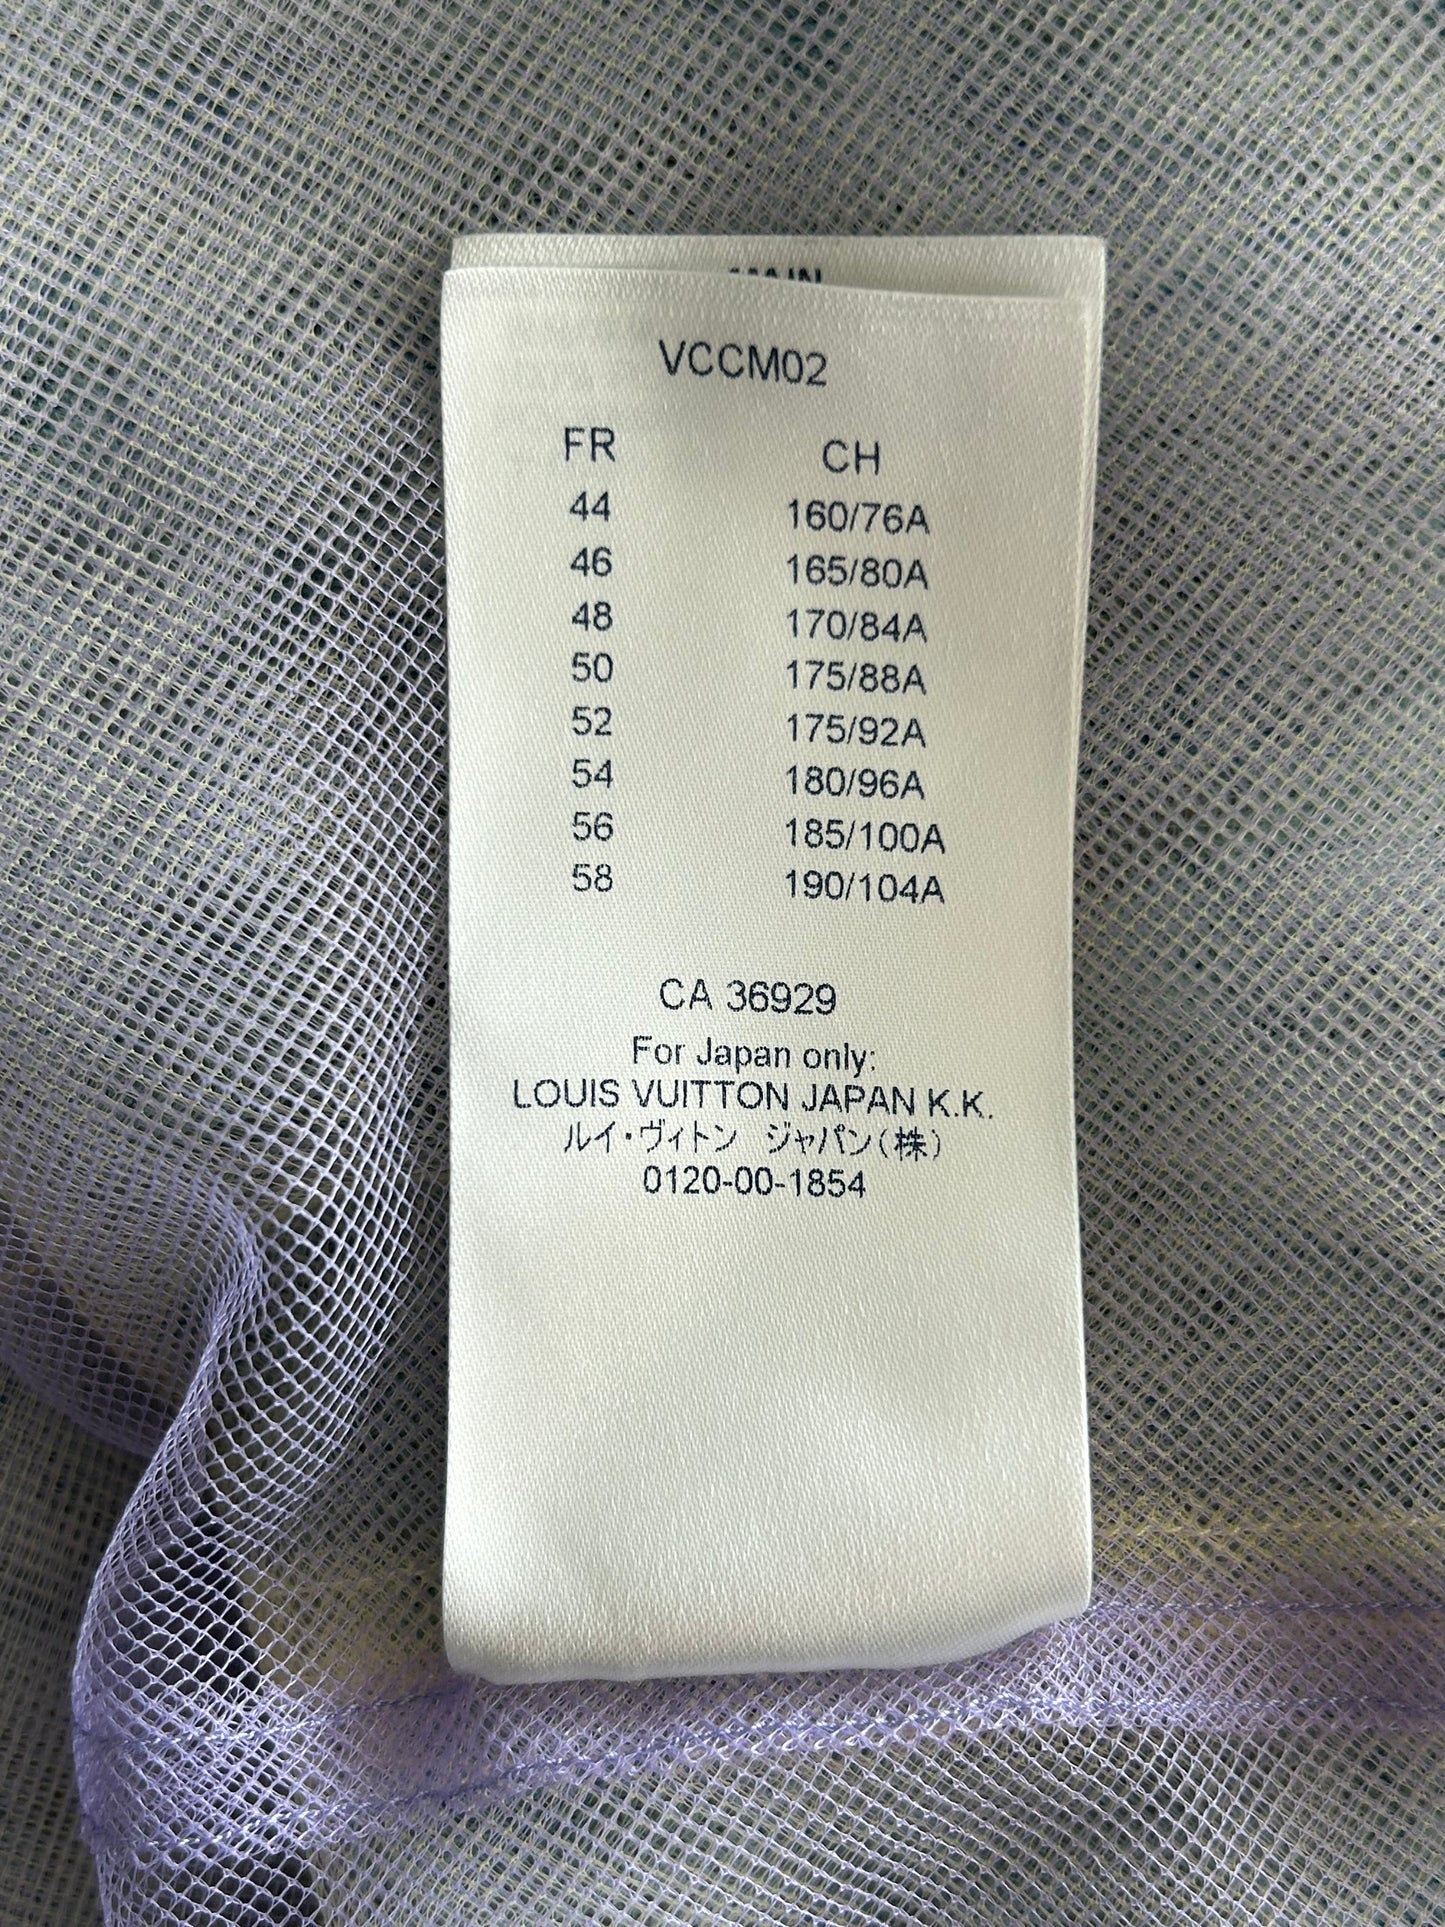 MAIN
VCCM02
FR CH
44 160/76A
46 165/80A
48 170/84A
50 175/88A
52 175/92A
54 180/96A
56 185/100A
58 190/104A
CA 36929
For Japan only:
LOUIS VUITTON JAPAN K.K.
ルイ・ヴィトン ジャパン(株)
0120-00-1854